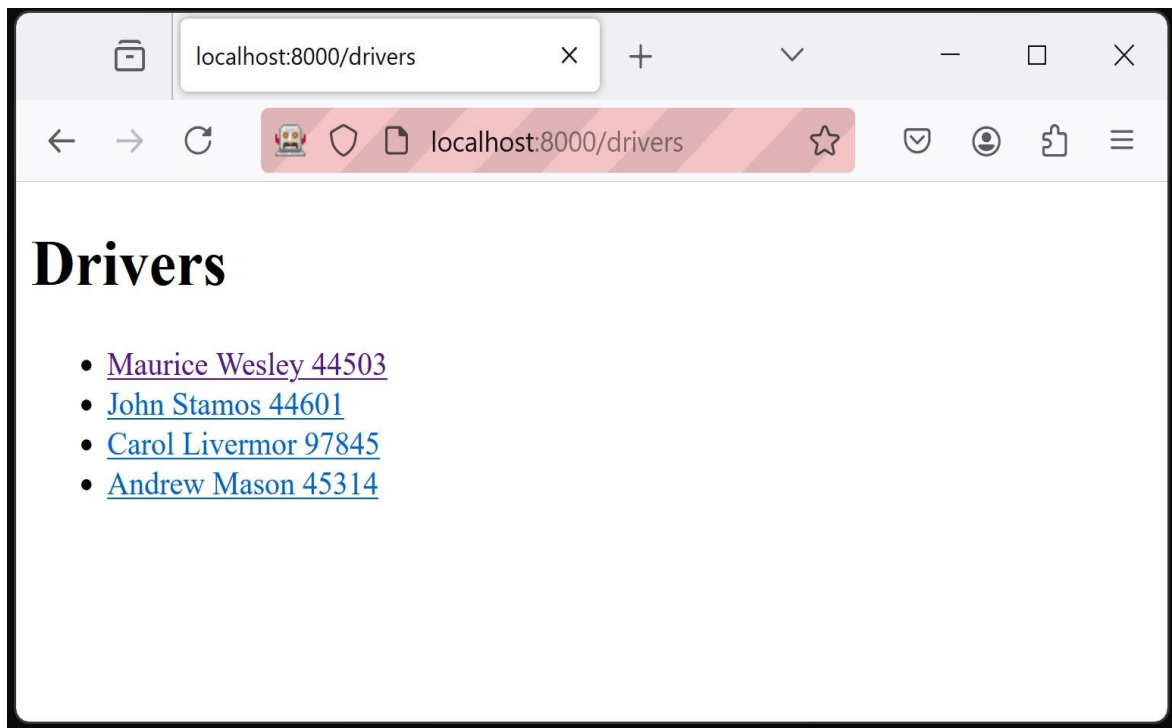 localhost:8000/drivers
localhost:8000/drivers
Drivers
Maurice Wesley 44503
John Stamos 44601
Carol Livermor 97845
Andrew Mason 45314